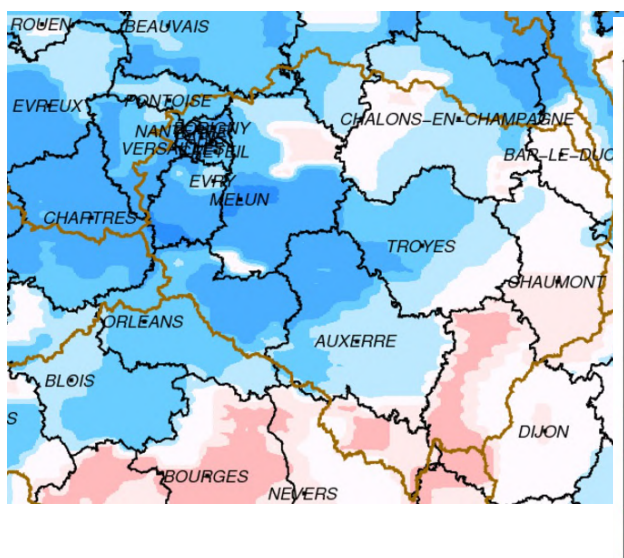 ROUEN
BEAUVAIS
EVREUX
PONTOISE
CHALONS-EN-CHAMPAGNE
BAR-LE-DUC
EVRY
MELUN
CHARTRES
TROYES
CHAUMONT
ORLEANS
AUXERRE
BLOIS
S
DIJON
BOURGES
NEVERS